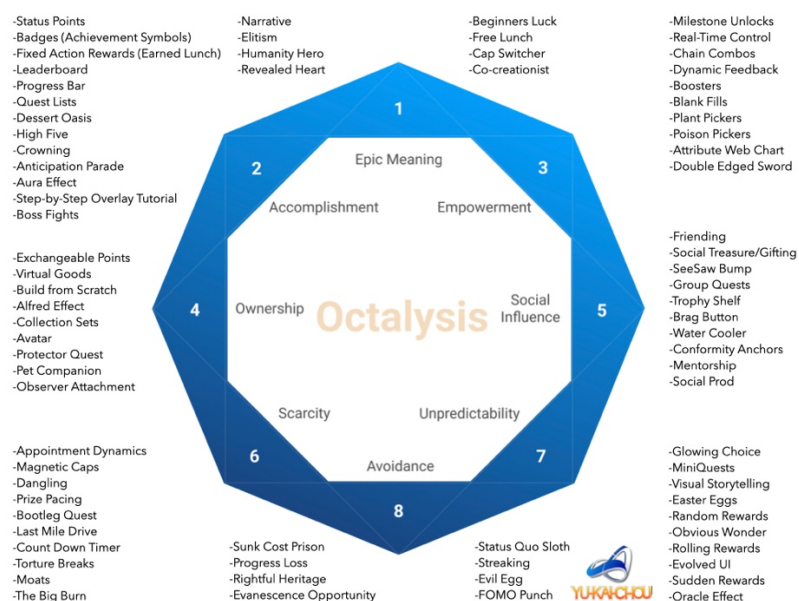 -Status Points
-Badges (Achievement Symbols)
-Fixed Action Rewards (Earned Lunch)
-Leaderboard
-Progress Bar
-Quest Lists
-Dessert Oasis
-High Five
-Crowning
-Anticipation Parade
-Aura Effect
-Step-by-Step Overlay Tutorial
-Boss Fights
-Narrative
-Elitism
-Humanity Hero
-Revealed Heart
-Beginners Luck
-Free Lunch
-Cap Switcher
-Co-creationist
-Milestone Unlocks
-Real-Time Control
-Chain Combos
-Dynamic Feedback
-Boosters
-Blank Fills
-Plant Pickers
-Poison Pickers
-Attribute Web Chart
-Double Edged Sword
1
Epic Meaning
2
Accomplishment
3
Empowerment
4
Ownership
Octalysis
Social
Influence
5
Scarcity
6
Unpredictability
7
Avoidance
8
-Exchangeable Points
-Virtual Goods
-Build from Scratch
-Alfred Effect
-Collection Sets
-Avatar
-Protector Quest
-Pet Companion
-Observer Attachment
-Friending
-Social Treasure/Gifting
-SeeSaw Bump
-Group Quests
-Trophy Shelf
-Brag Button
-Water Cooler
-Conformity Anchors
-Mentorship
-Social Prod
-Appointment Dynamics
-Magnetic Caps
-Dangling
-Prize Pacing
-Bootleg Quest
-Last Mile Drive
-Count Down Timer
-Torture Breaks
-Moats
-The Big Burn
-Sunk Cost Prison
-Progress Loss
-Rightful Heritage
-Evanescence Opportunity
-Status Quo Sloth
-Streaking
-Evil Egg
-FOMO Punch
YU-KAI CHOU
-Glowing Choice
-MiniQuests
-Visual Storytelling
-Easter Eggs
-Random Rewards
-Obvious Wonder
-Rolling Rewards
-Evolved UI
-Sudden Rewards
-Oracle Effect